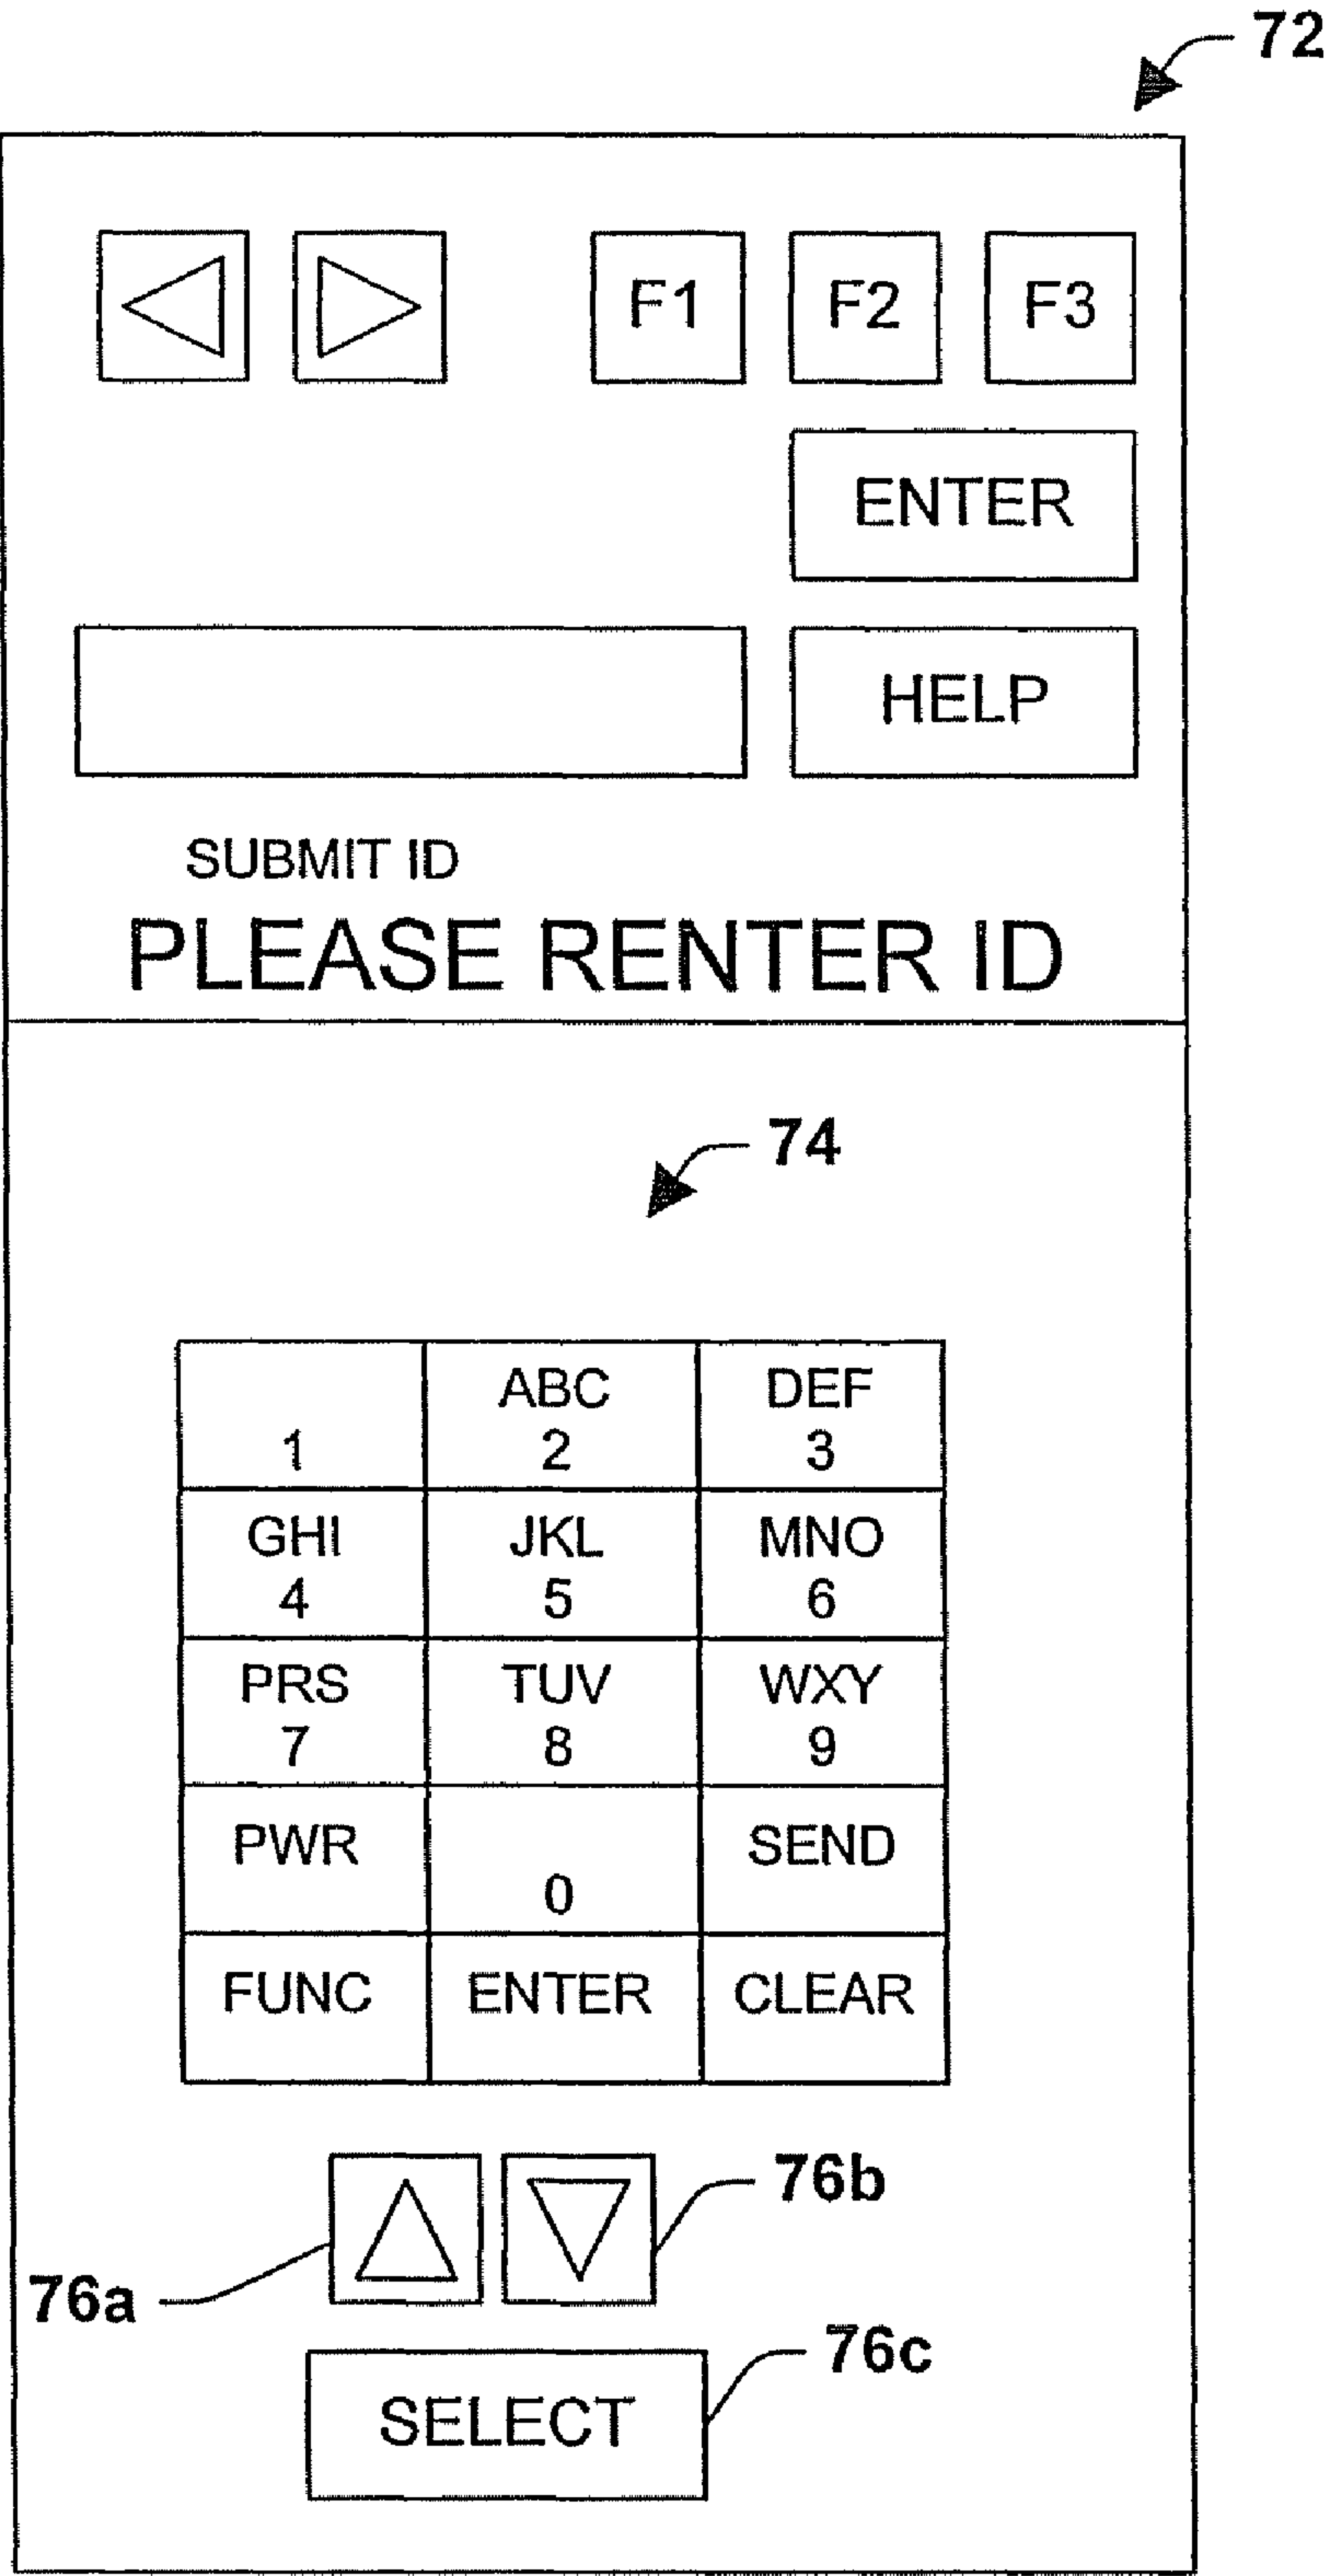 72
F1 F2 F3
ENTER
HELP
SUBMIT ID
PLEASE RENTER ID
74
ABC DEF
1 2 3
GHI JKL MNO
4 5 6
PRS TUV WXY
7 8 9
PWR SEND
0
FUNC ENTER CLEAR
76b
76a
76c
SELECT